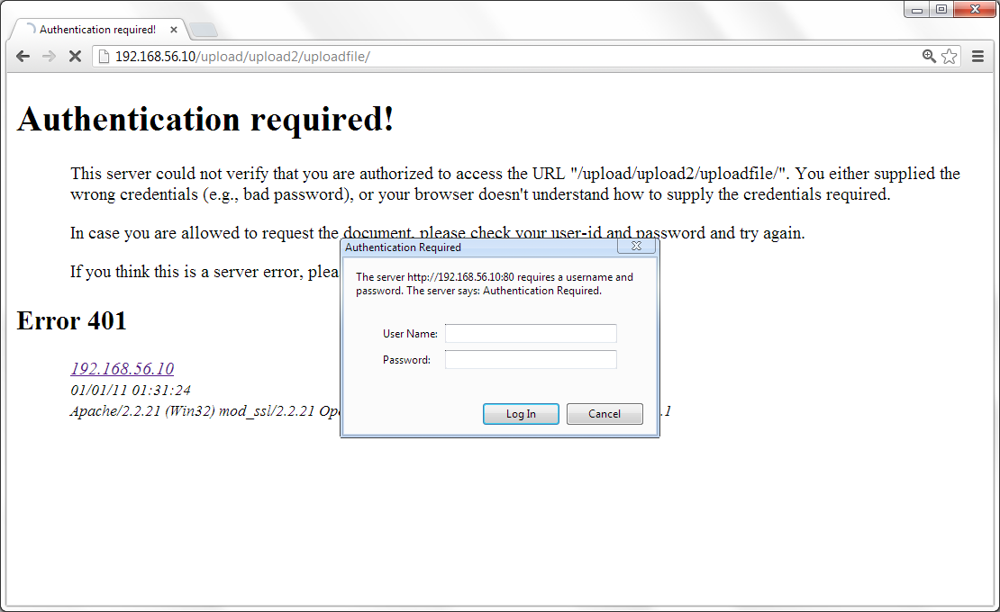 Authentication required!
192.168.56.10/upload/upload2/uploadfile/
Authentication required!
This server could not verify that you are authorized to access the URL "/upload/upload2/uploadfile/". You either supplied the
wrong credentials (e.g., bad password), or your browser doesn't understand how to supply the credentials required.
In case you are allowed to request the document, please check your user-id and password and try again.
If you think this is a server error, plea
Error 401
192.168.56.10
01/01/11 01:31:24
Apache/2.2.21 (Win32) mod_ssl/2.2.21 Op .1
Authentication Required
The server http://192.168.56.10:80 requires a username and
password. The server says: Authentication Required.
User Name:
Password:
Log In Cancel